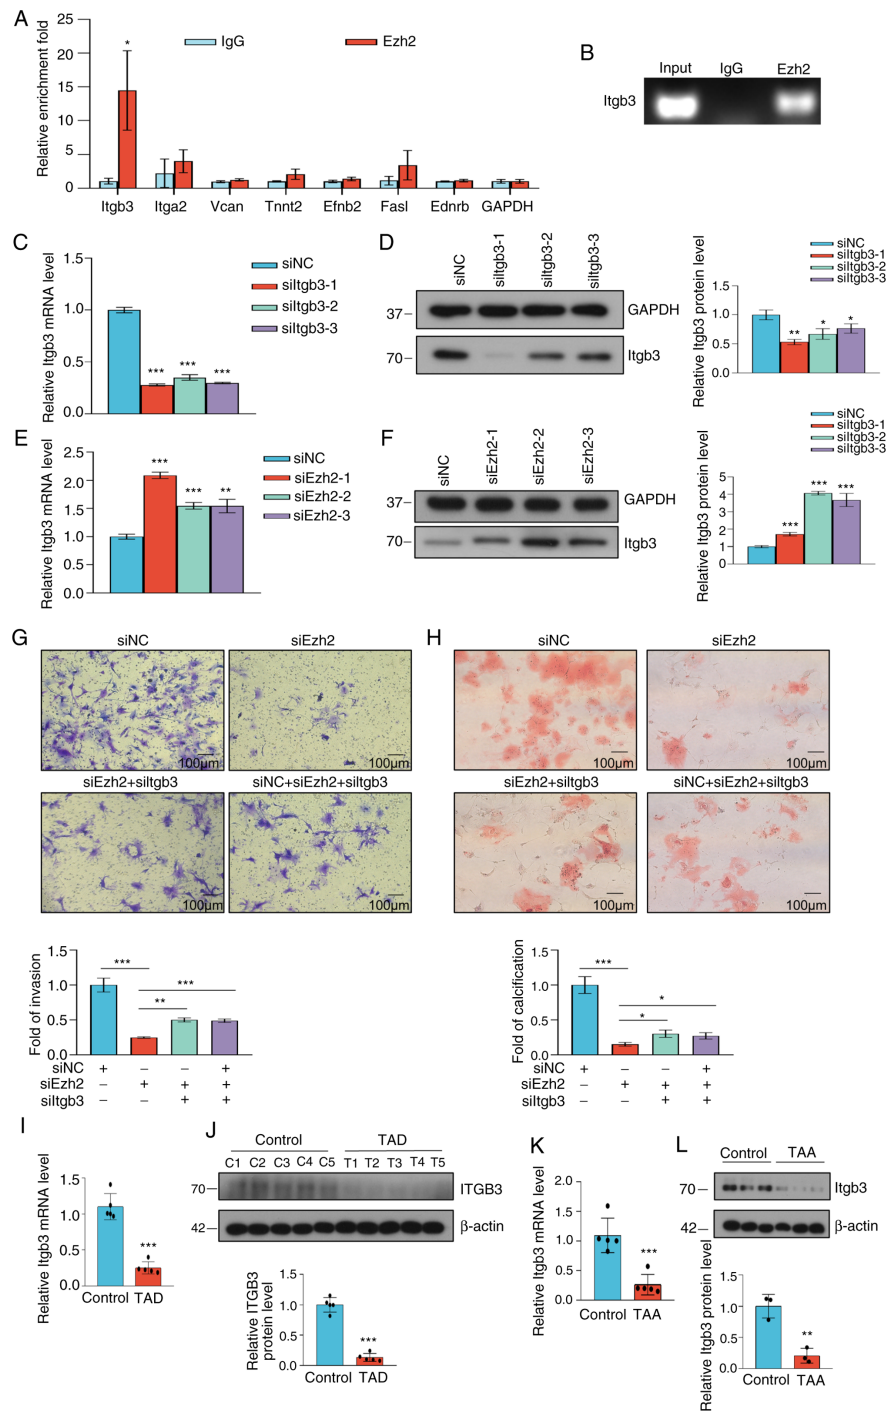 A
Relative enrichment fold
25
20
15
10
5
0
IgG
Ezh2
*
Itgb3 Itga2 Vcan Tnnt2 Efnb2 Fasl Ednrb GAPDH
B
Input IgG Ezh2
Itgb3
C
Relative Itgb3 mRNA level
1.5
1.0
0.5
0.0
*** *** ***
siNC
siItgb3-1
siItgb3-2
siItgb3-3
D
siNC siItgb3-1 siItgb3-2 siItgb3-3
37 GAPDH
70 Itgb3
Relative Itgb3 protein level
1.5
1.0
0.5
0.0
** * *
siNC
siItgb3-1
siItgb3-2
siItgb3-3
E
Relative Itgb3 mRNA level
2.5
2.0
1.5
1.0
0.5
0.0
*** *** **
siNC
siEzh2-1
siEzh2-2
siEzh2-3
F
siNC siEzh2-1 siEzh2-2 siEzh2-3
37 GAPDH
70 Itgb3
Relative Itgb3 protein level
5
4
3
2
1
0
*** *** ***
siNC
siItgb3-1
siItgb3-2
siItgb3-3
G
siNC siEzh2
100μm 100μm
siEzh2+siItgb3 siNC+siEzh2+siItgb3
100μm 100μm
Fold of invasion
1.5
1.0
0.5
0.0
***
***
**
siNC + − − +
siEzh2 − + + +
siItgb3 − − + +
H
siNC siEzh2
100μm 100μm
siEzh2+siItgb3 siNC+siEzh2+siItgb3
100μm 100μm
Fold of calcification
1.5
1.0
0.5
0.0
***
*
*
siNC + − − +
siEzh2 − + + +
siItgb3 − − + +
I
Relative Itgb3 mRNA level
1.5
1.0
0.5
0.0
***
Control TAD
J
Control TAD
C1 C2 C3 C4 C5 T1 T2 T3 T4 T5
70 ITGB3
42 β-actin
Relative ITGB3
protein level
1.5
1.0
0.5
0.0
***
Control TAD
K
Relative Itgb3 mRNA level
2.0
1.5
1.0
0.5
0.0
***
Control TAA
L
Control TAA
70 Itgb3
42 β-actin
Relative Itgb3 protein level
1.5
1.0
0.5
0.0
**
Control TAA